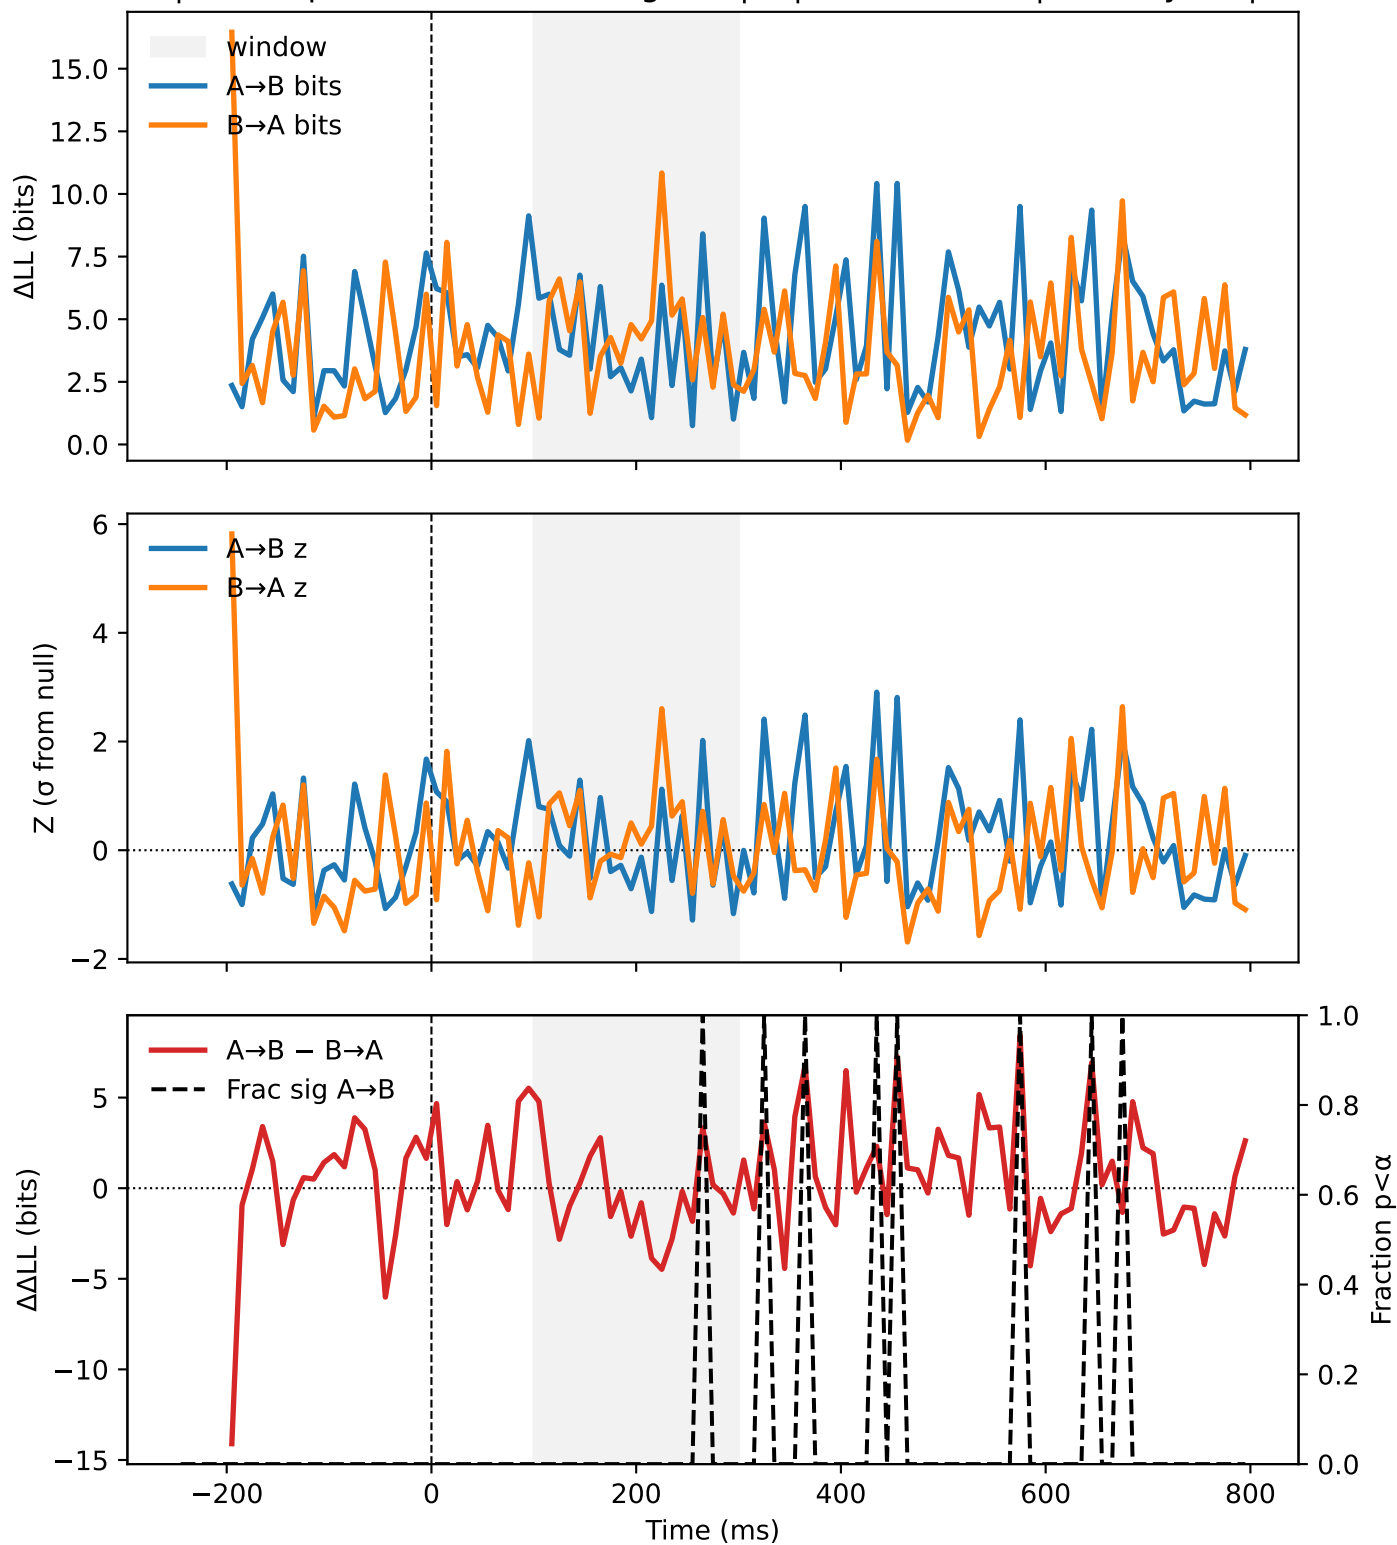 window
A→B bits
B→A bits
ΔLL (bits)
15.0
12.5
10.0
7.5
5.0
2.5
0.0
A→B z
B→A z
Z (σ from null)
6
4
2
0
−2
A→B − B→A
Frac sig A→B
ΔΔLL (bits)
5
0
−5
−10
−15
1.0
0.8
0.6
0.4
0.2
0.0
Fraction p<α
−200
0
200
400
600
800
Time (ms)